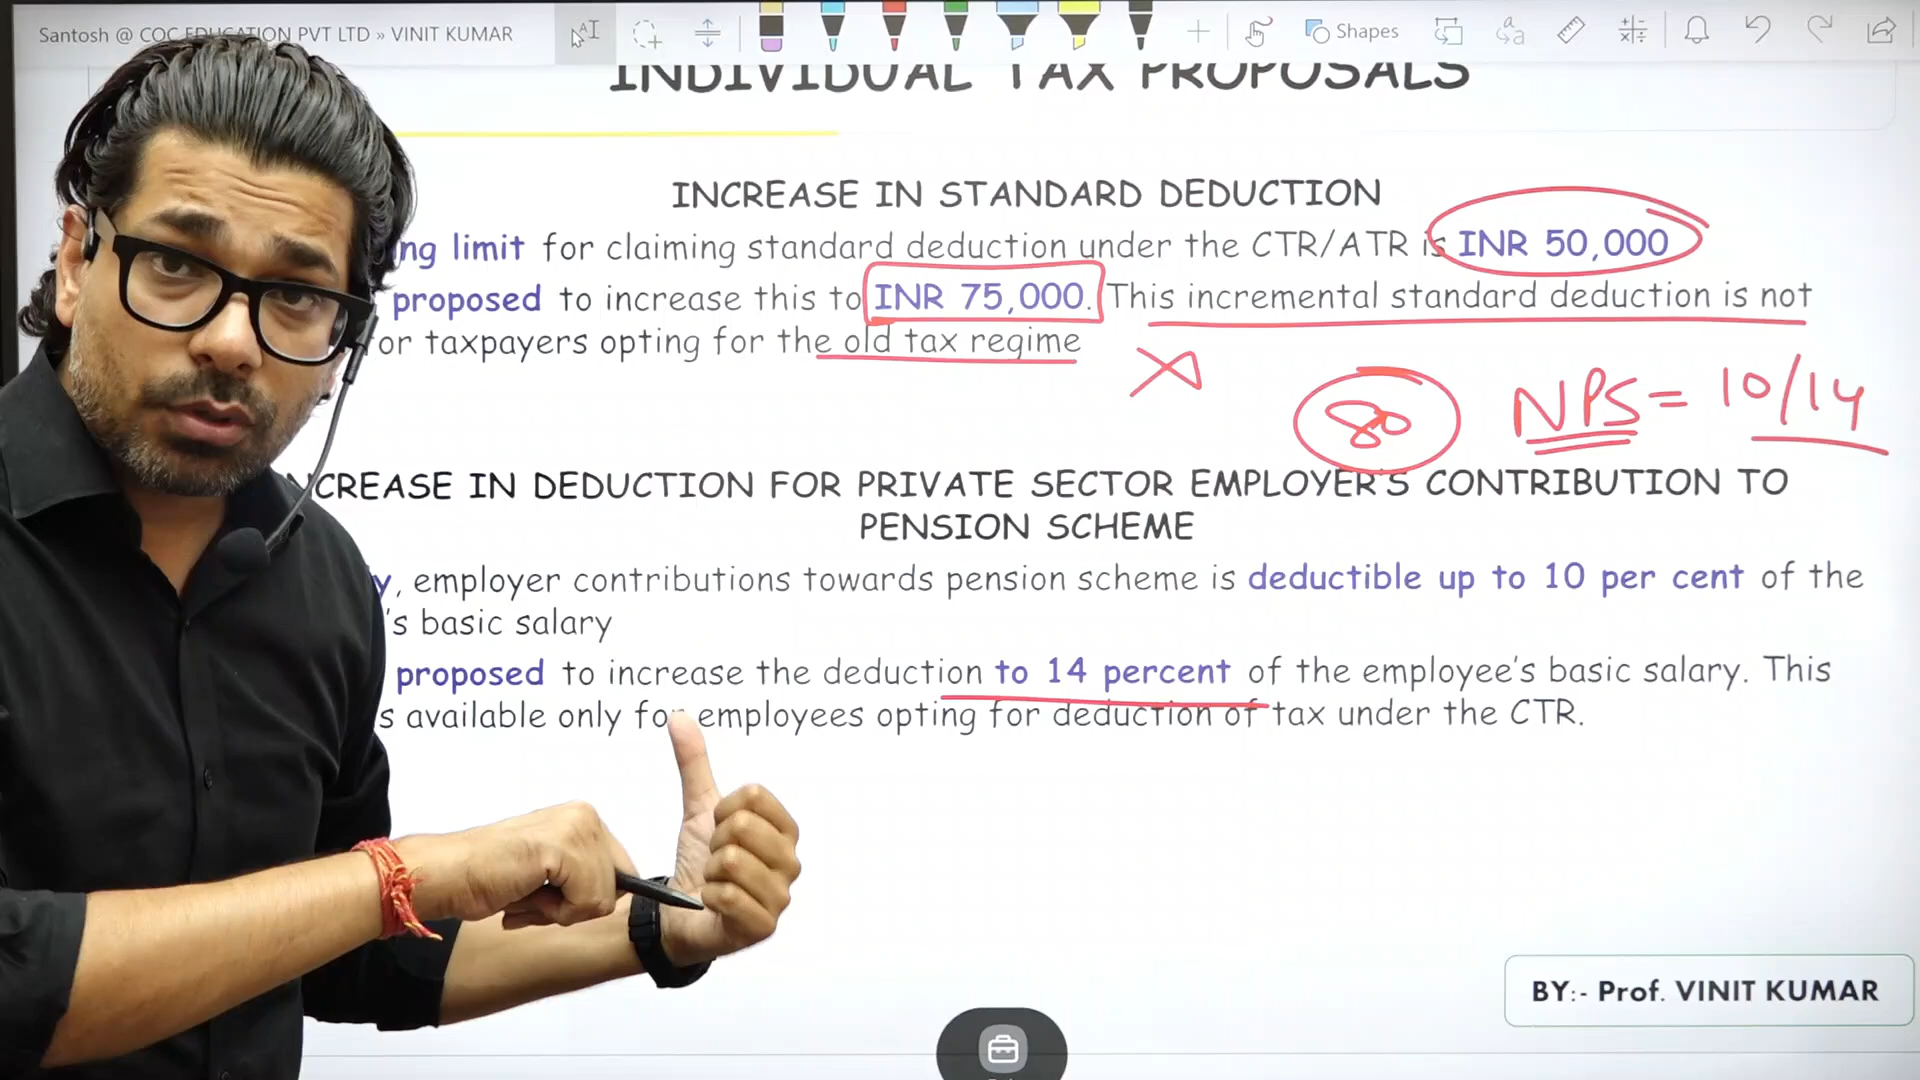 Santosh @ COC EDUCATION PVT LTD » VINIT KUMAR
Shapes
INDIVIDUAL TAX PROPOSALS
INCREASE IN STANDARD DEDUCTION
ng limit for claiming standard deduction under the CTR/ATR is INR 50,000
proposed to increase this to INR 75,000. This incremental standard deduction is not
or taxpayers opting for the old tax regime
80 NPS = 10/14
NCREASE IN DEDUCTION FOR PRIVATE SECTOR EMPLOYER'S CONTRIBUTION TO
PENSION SCHEME
y, employer contributions towards pension scheme is deductible up to 10 per cent of the
's basic salary
proposed to increase the deduction to 14 percent of the employee's basic salary. This
s available only for employees opting for deduction of tax under the CTR.
BY:- Prof. VINIT KUMAR